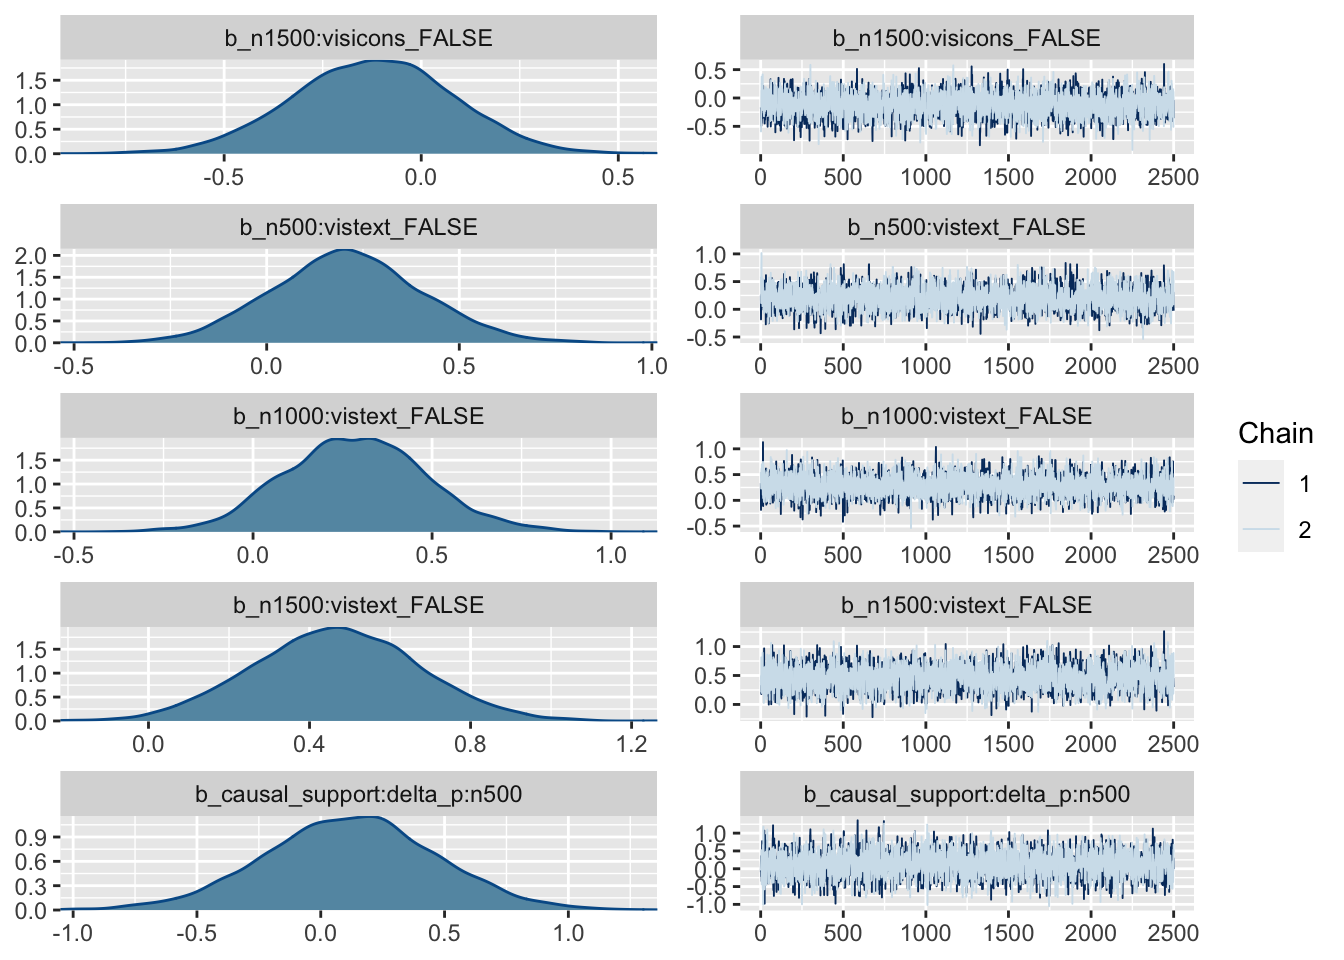 b_n1500:visicons_FALSE
1.5
1.0
0.5
0.0
-0.5 0.0 0.5
b_n1500:visicons_FALSE
0.5
0.0
-0.5
0 500 1000 1500 2000 2500
b_n500:vistext_FALSE
2.0
1.5
1.0
0.5
0.0
-0.5 0.0 0.5 1.0
b_n500:vistext_FALSE
1.0
0.5
0.0
-0.5
0 500 1000 1500 2000 2500
b_n1000:vistext_FALSE
1.5
1.0
0.5
0.0
-0.5 0.0 0.5 1.0
b_n1000:vistext_FALSE
1.0
0.5
0.0
-0.5
0 500 1000 1500 2000 2500
b_n1500:vistext_FALSE
1.5
1.0
0.5
0.0
0.0 0.4 0.8 1.2
b_n1500:vistext_FALSE
1.0
0.5
0.0
0 500 1000 1500 2000 2500
b_causal_support:delta_p:n500
0.9
0.6
0.3
0.0
-1.0 -0.5 0.0 0.5 1.0
b_causal_support:delta_p:n500
1.0
0.5
0.0
-0.5
-1.0
0 500 1000 1500 2000 2500
Chain
1
2